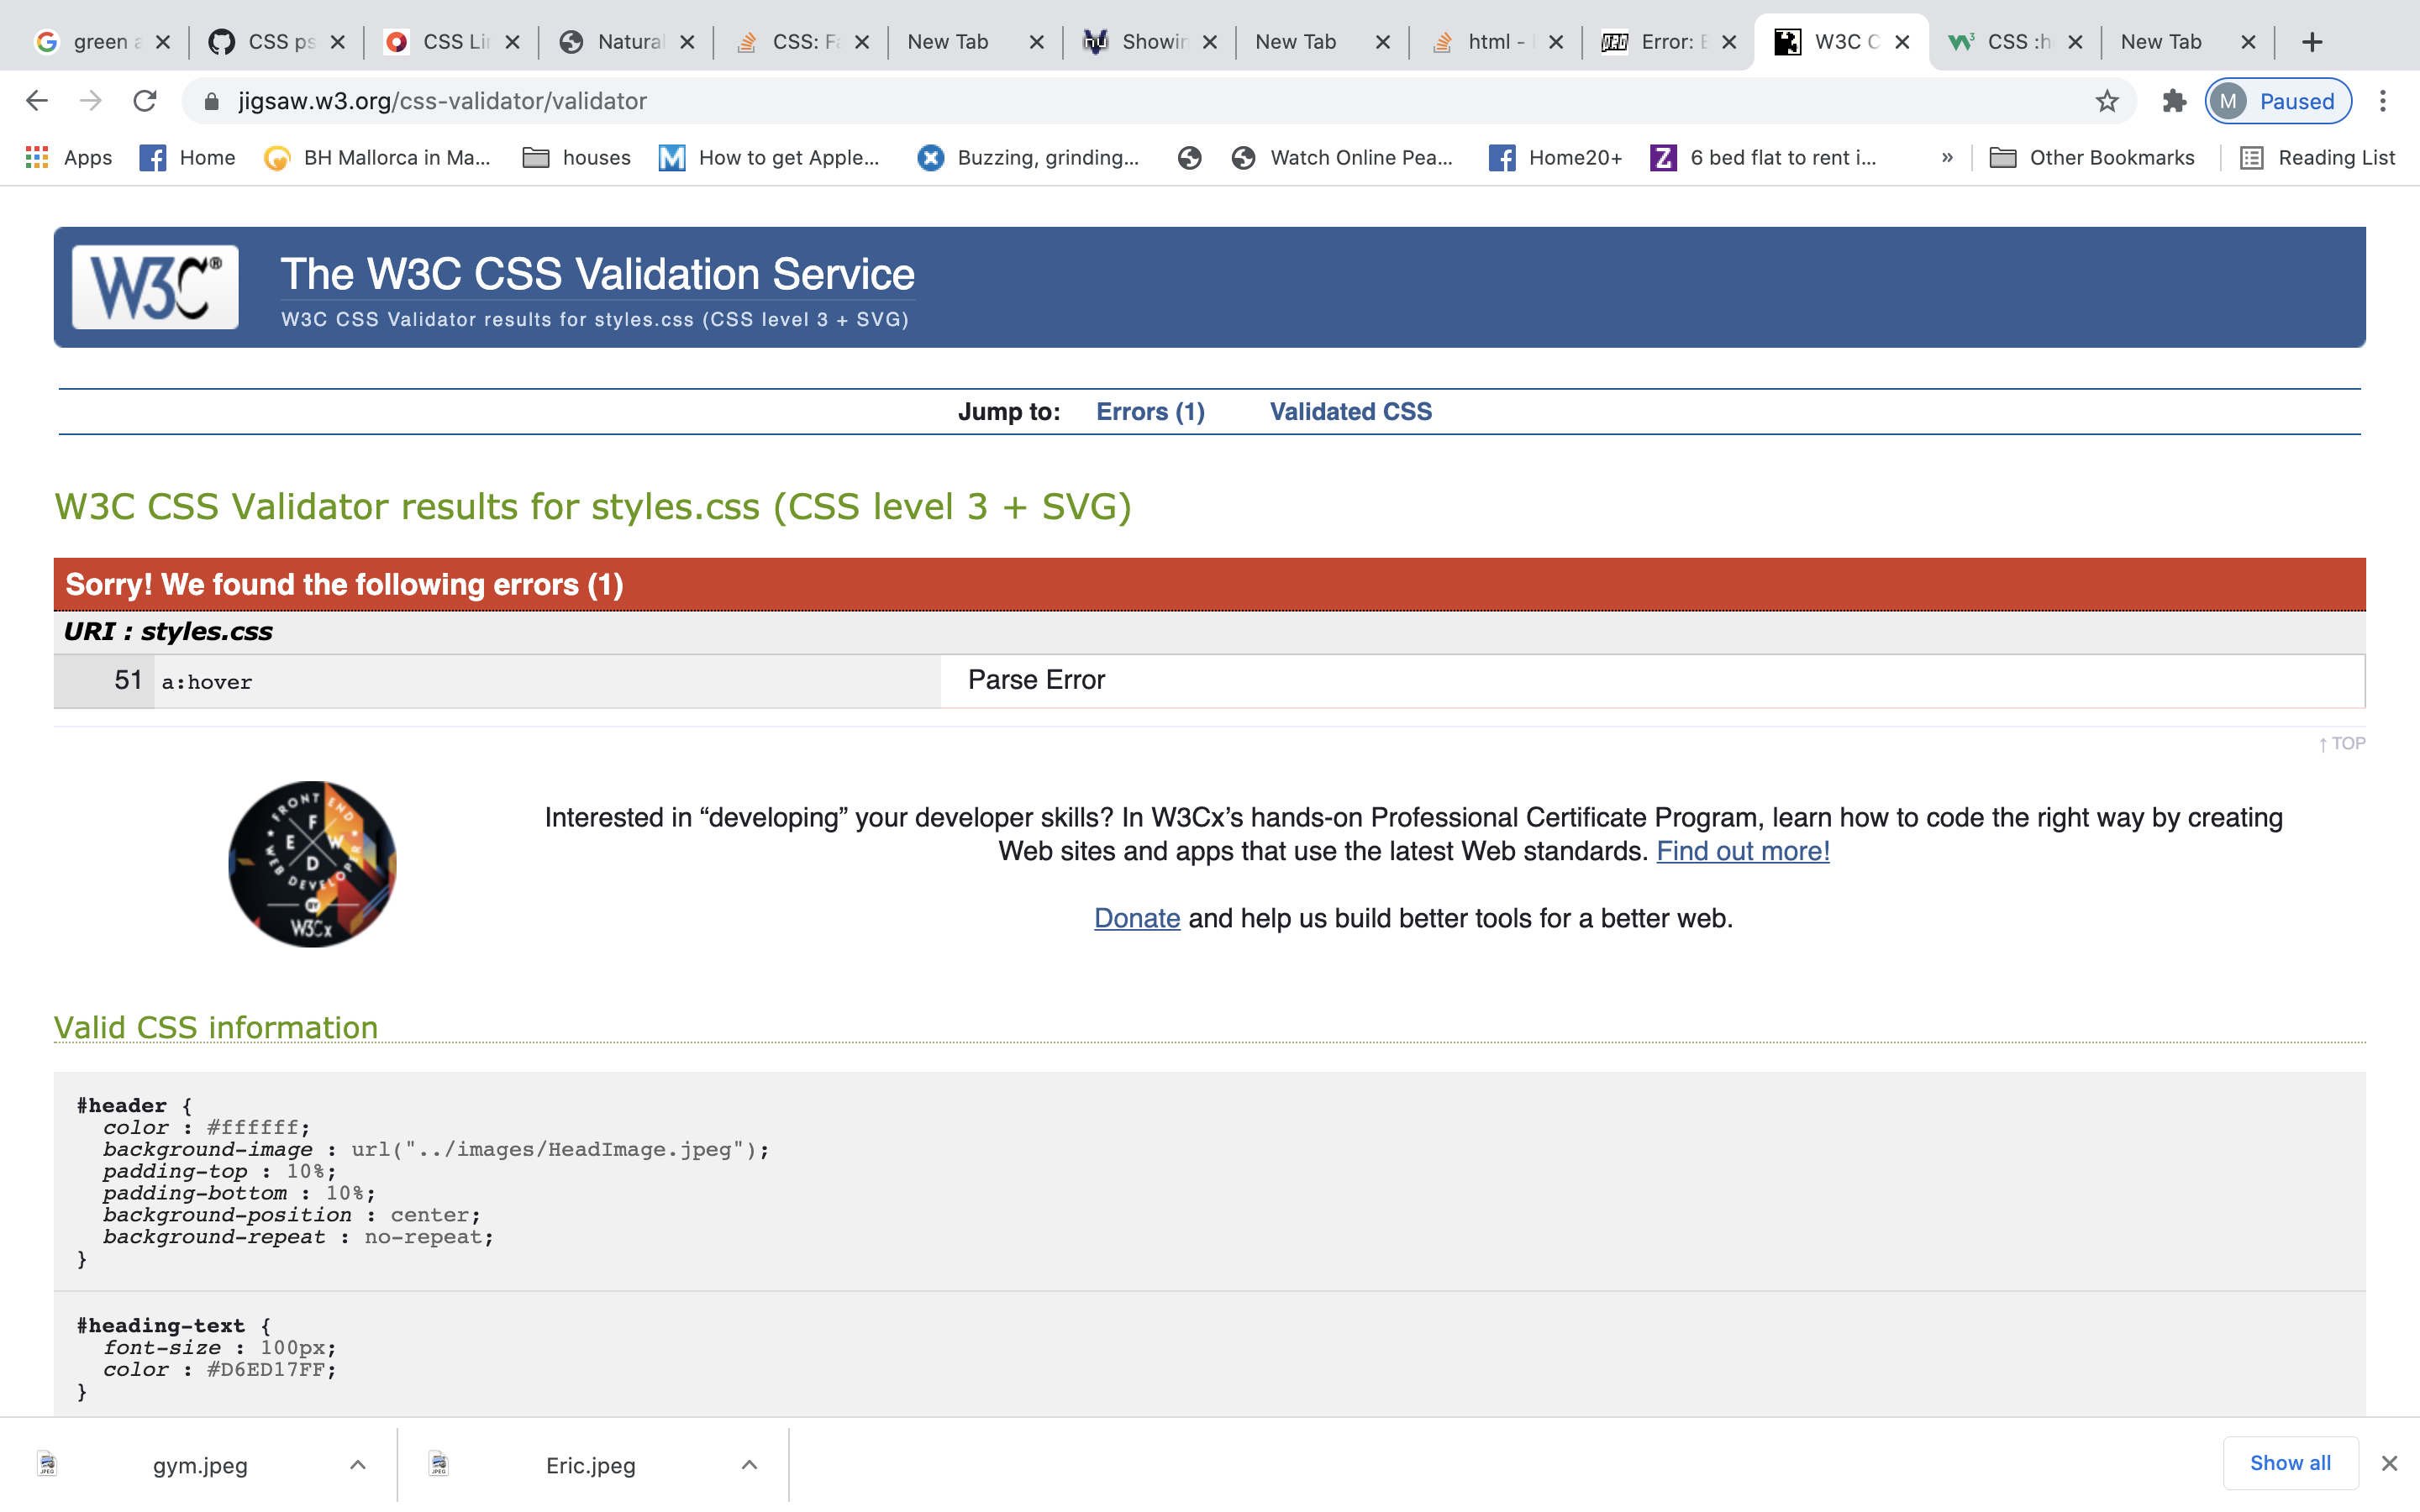 green a
CSS ps
CSS Lin
Natural
CSS: Fa
New Tab
Showin
New Tab
html -
Error: E
W3C C
CSS :h
New Tab
jigsaw.w3.org/css-validator/validator
M Paused
Apps
Home
BH Mallorca in Ma...
houses
How to get Apple...
Buzzing, grinding...
Watch Online Pea...
Home20+
6 bed flat to rent i...
»
Other Bookmarks
Reading List
W3C®
The W3C CSS Validation Service
W3C CSS Validator results for styles.css (CSS level 3 + SVG)
Jump to: Errors (1) Validated CSS
W3C CSS Validator results for styles.css (CSS level 3 + SVG)
Sorry! We found the following errors (1)
URI : styles.css
51 a:hover Parse Error
↑ TOP
FRONT END
F E W D
WEB DEVELOPER
BY
W3Cx
Interested in “developing” your developer skills? In W3Cx’s hands-on Professional Certificate Program, learn how to code the right way by creating
Web sites and apps that use the latest Web standards. Find out more!
Donate and help us build better tools for a better web.
Valid CSS information
#header {
color : #ffffff;
background-image : url("../images/HeadImage.jpeg");
padding-top : 10%;
padding-bottom : 10%;
background-position : center;
background-repeat : no-repeat;
}
#heading-text {
font-size : 100px;
color : #D6ED17FF;
}
JPEG gym.jpeg
JPEG Eric.jpeg
Show all